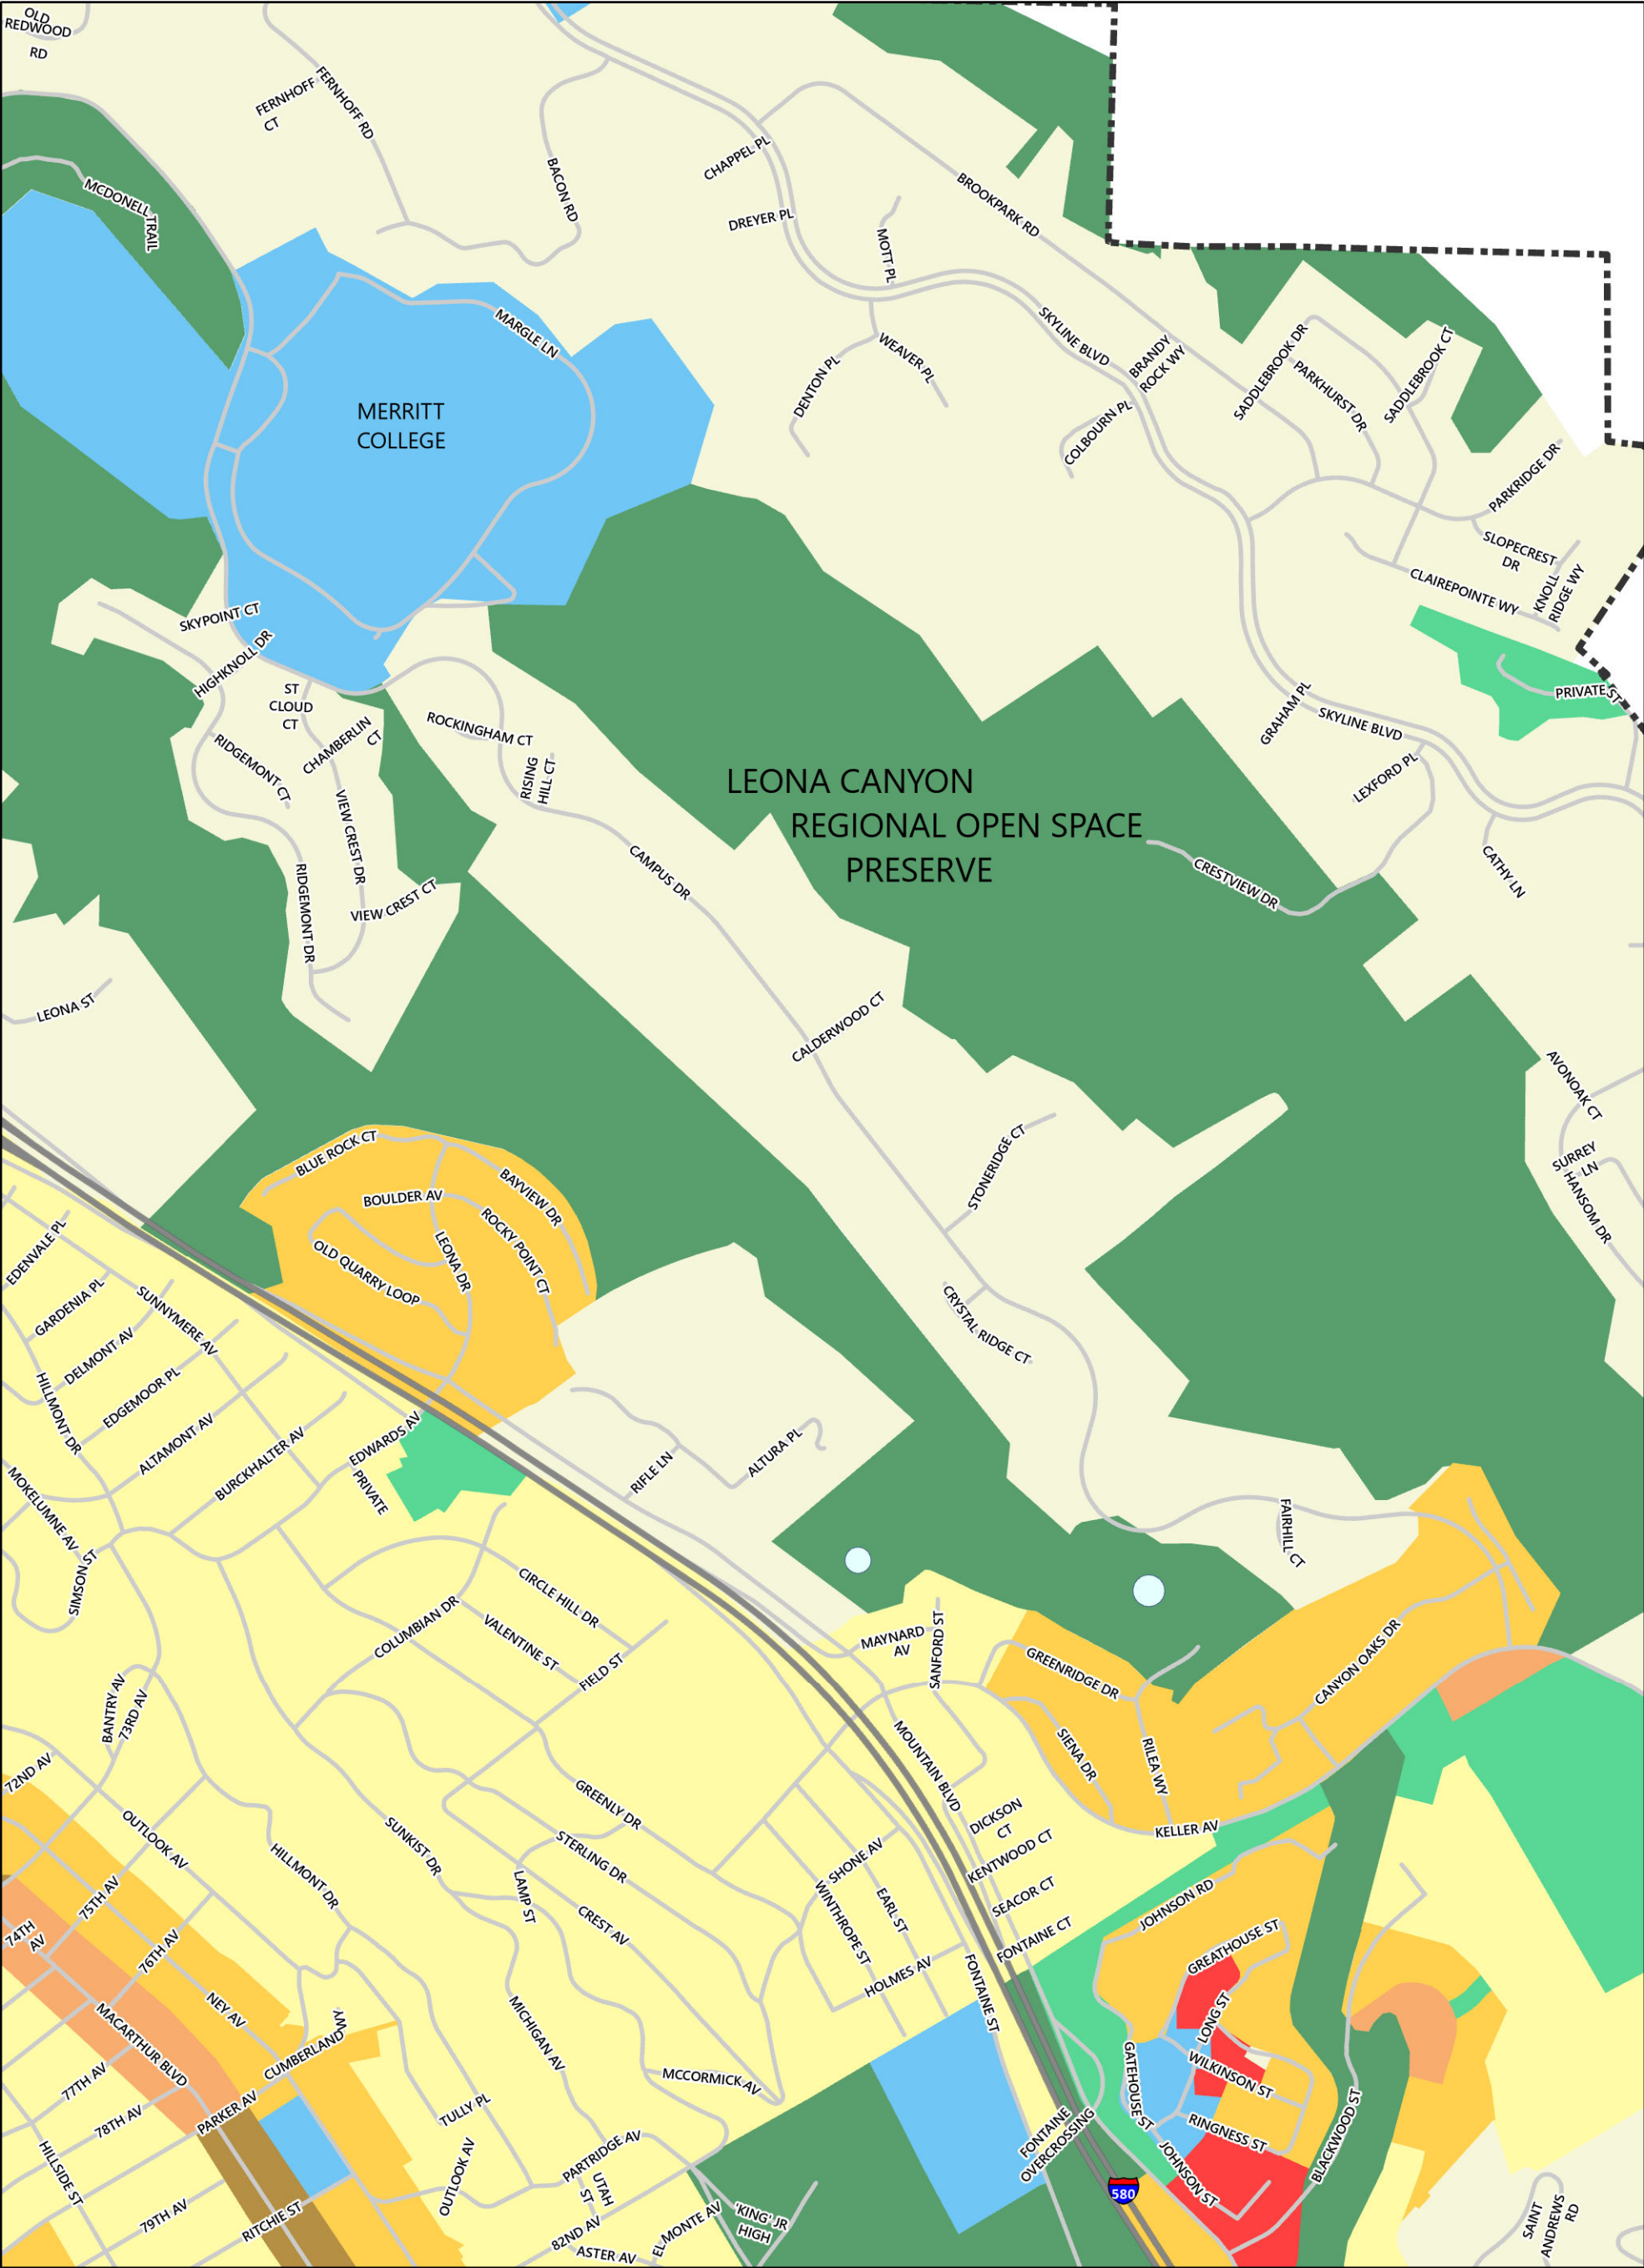 OLD
REDWOOD
RD
FERNHOFF
CT
FERNHOFF RD
BACON RD
CHAPPEL PL
DREYER PL
MOTT PL
BROOKPARK RD
MCDONELL TRAIL
MARGLE LN
MERRITT
COLLEGE
DENTON PL
WEAVER PL
SKYLINE BLVD
BRANDY
ROCK WY
COLBOURN PL
SADDLEBROOK DR
PARKHURST DR
SADDLEBROOK CT
PARKRIDGE DR
SLOPECREST
DR
CLAIREPOINTE WY
KNOLL
RIDGE WY
PRIVATE ST
SKYPOINT CT
HIGHKNOLL DR
ST
CLOUD
CT
CHAMBERLIN
CT
RIDGEMONT CT
VIEW CREST DR
VIEW CREST CT
RIDGEMONT DR
ROCKINGHAM CT
RISING
HILL CT
CAMPUS DR
LEONA CANYON
REGIONAL OPEN SPACE
PRESERVE
GRAHAM PL
SKYLINE BLVD
LEXFORD PL
CRESTVIEW DR
CATHY LN
LEONA ST
CALDERWOOD CT
STONERIDGE CT
CRYSTAL RIDGE CT
AVONOAK CT
SURREY
LN
HANSOM DR
BLUE ROCK CT
BOULDER AV
BAYVIEW DR
ROCKY POINT CT
LEONA DR
OLD QUARRY LOOP
EDENVALE PL
GARDENIA PL
SUNNYMERE AV
DELMONT AV
EDGEMOOR PL
HILLMONT DR
ALTAMONT AV
BURCKHALTER AV
EDWARDS AV
PRIVATE
MOKELUMNE AV
SIMSON ST
RIFLE LN
ALTURA PL
FAIRHILL CT
CIRCLE HILL DR
COLUMBIAN DR
VALENTINE ST
FIELD ST
MAYNARD
AV
SANFORD ST
GREENRIDGE DR
CANYON OAKS DR
SIENA DR
RILEA WY
KELLER AV
BANTRY AV
73RD AV
72ND AV
OUTLOOK AV
HILLMONT DR
SUNKIST DR
GREENLY DR
STERLING DR
LAMP ST
CREST AV
MOUNTAIN BLVD
DICKSON
CT
KENTWOOD CT
SEACOR CT
FONTAINE CT
SHONE AV
WINTHROPE ST
EARL ST
HOLMES AV
FONTAINE ST
JOHNSON RD
GREATHOUSE ST
LONG ST
WILKINSON ST
GATEHOUSE ST
RINGNESS ST
JOHNSON ST
BLACKWOOD ST
74TH
AV
75TH AV
76TH AV
NEY AV
MACARTHUR BLVD
CUMBERLAND
WY
77TH AV
78TH AV
PARKER AV
HILLSIDE ST
79TH AV
RITCHIE ST
TULLY PL
OUTLOOK AV
MICHIGAN AV
MCCORMICK AV
PARTRIDGE AV
UTAH
ST
82ND AV
ASTER AV
EL MONTE AV
'KING' JR
HIGH
FONTAINE
OVERCROSSING
580
SAINT
ANDREWS
RD